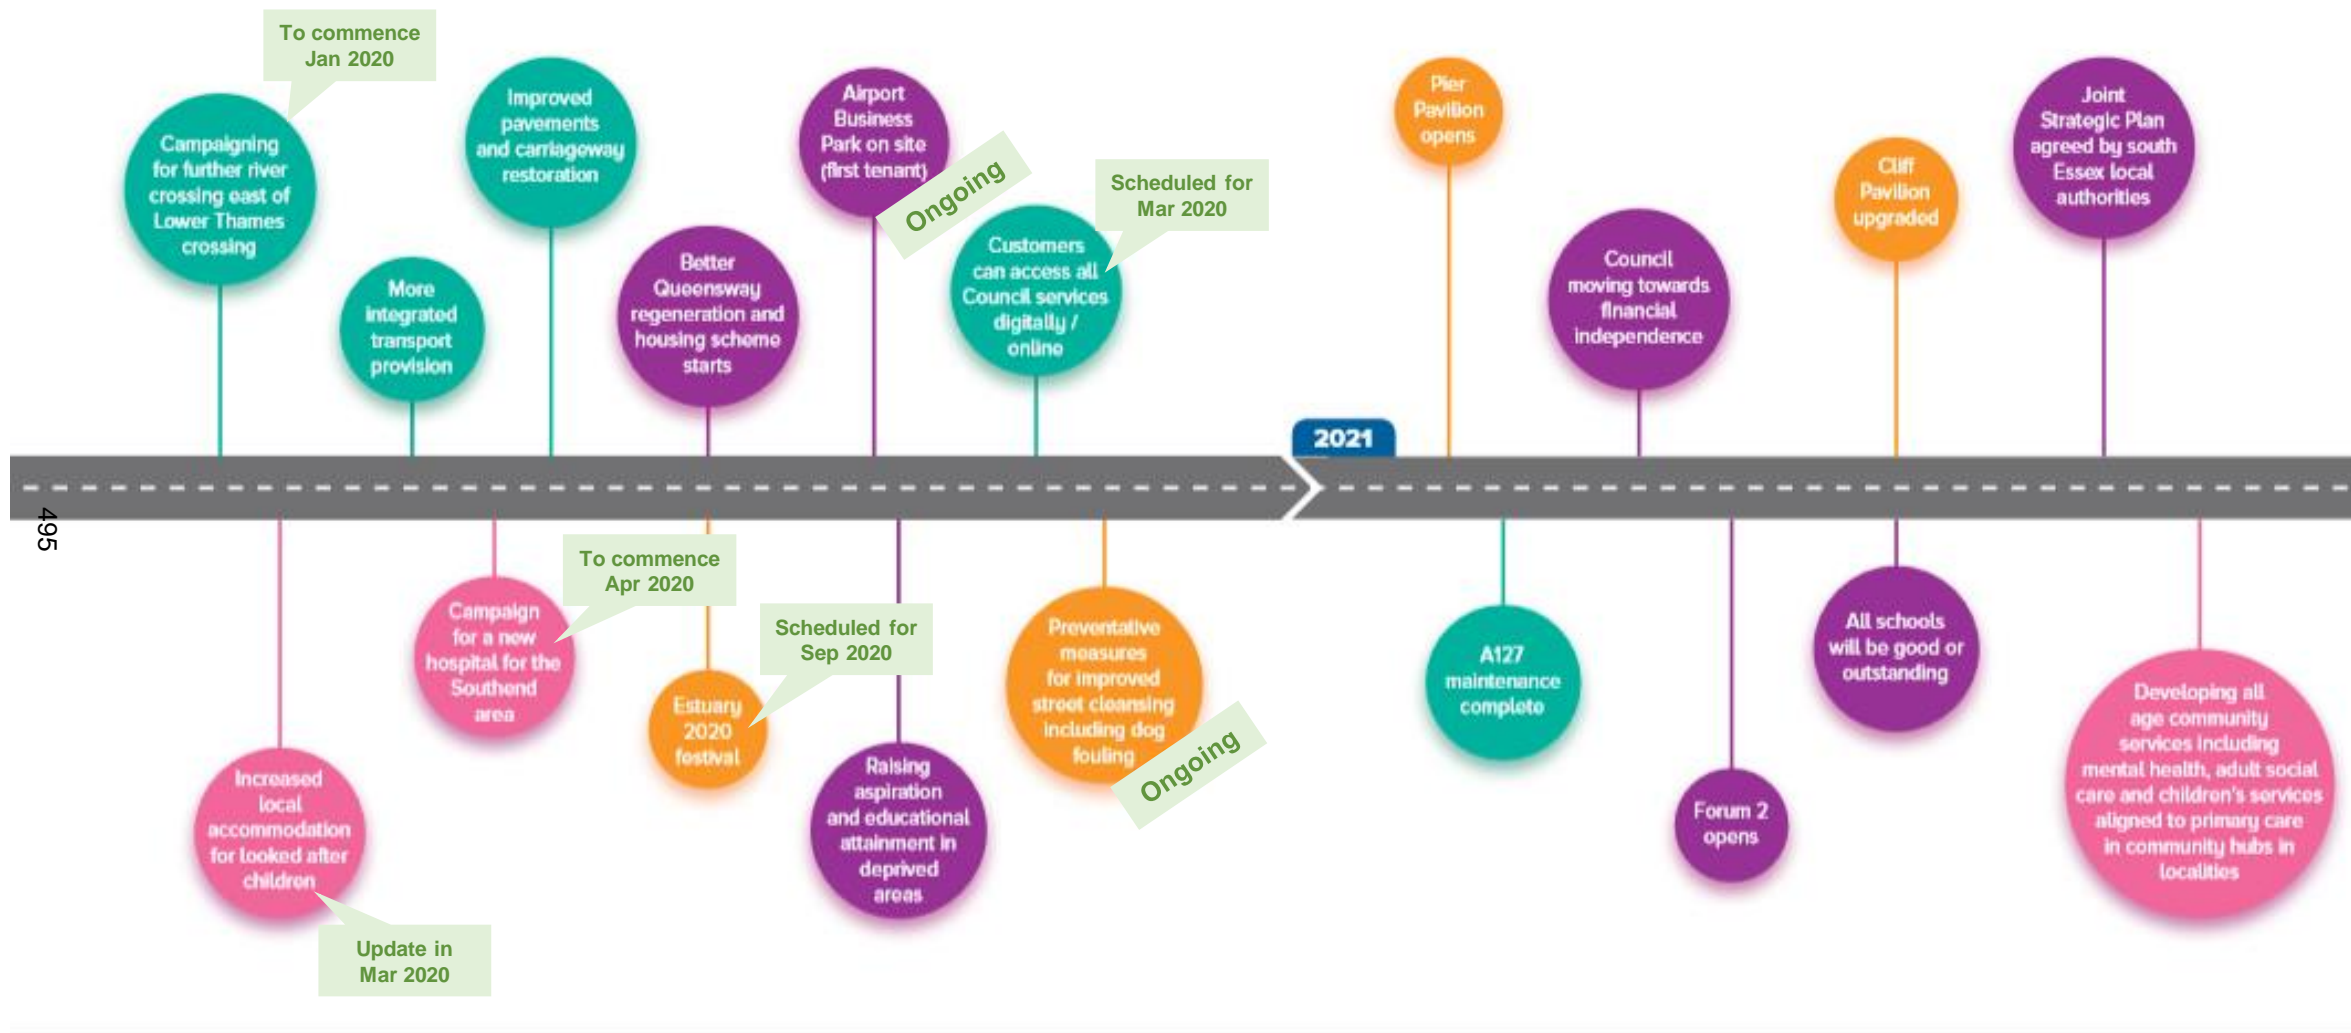 To commence
Jan 2020
Campaigning
for further river
crossing east of
Lower Thames
crossing
More
integrated
transport
provision
Improved
pavements
and carriageway
restoration
Better
Queensway
regeneration and
housing scheme
starts
Airport
Business
Park on site
(first tenant)
Ongoing
Scheduled for
Mar 2020
Customers
can access all
Council services
digitally /
online
2021
Pier
Pavilion
opens
Council
moving towards
financial
independence
Cliff
Pavilion
upgraded
Joint
Strategic Plan
agreed by south
Essex local
authorities
495
Increased
local
accommodation
for looked after
children
Update in
Mar 2020
Campaign
for a new
hospital for the
Southend
area
To commence
Apr 2020
Estuary
2020
festival
Scheduled for
Sep 2020
Raising
aspiration
and educational
attainment in
deprived
areas
Preventative
measures
for improved
street cleansing
including dog
fouling
Ongoing
A127
maintenance
complete
Forum 2
opens
All schools
will be good or
outstanding
Developing all
age community
services including
mental health, adult social
care and children's services
aligned to primary care
in community hubs in
localities